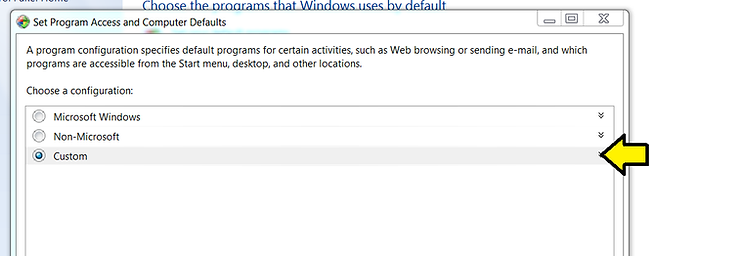 Choose the programs that Windows uses by default
Set Program Access and Computer Defaults
A program configuration specifies default programs for certain activities, such as Web browsing or sending e-mail, and which
programs are accessible from the Start menu, desktop, and other locations.
Choose a configuration:
Microsoft Windows
Non-Microsoft
Custom